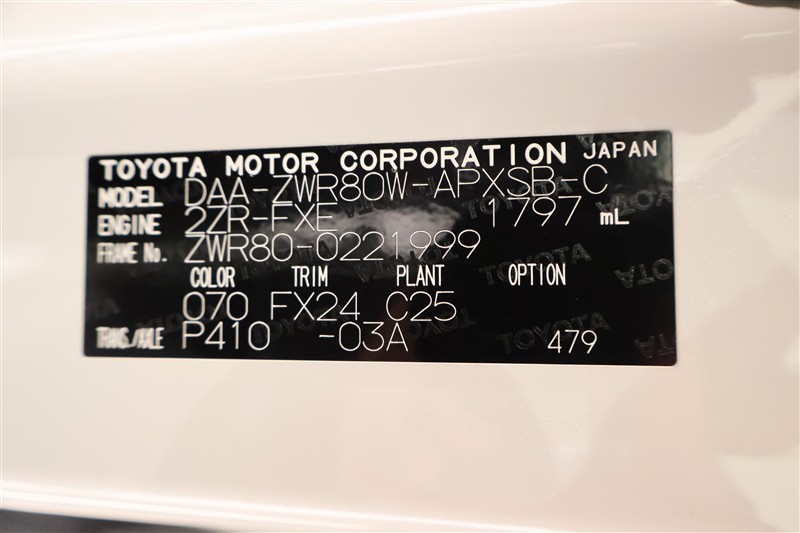 TOYOTA MOTOR CORPORATION JAPAN
MODEL DAA-ZWR80W-APXSB-C
ENGINE 2ZR-FXE 1797 mL
FRAME No. ZWR80-0221999
COLOR TRIM PLANT OPTION
070 FX24 C25
TRANS./AXLE P410 -03A 479